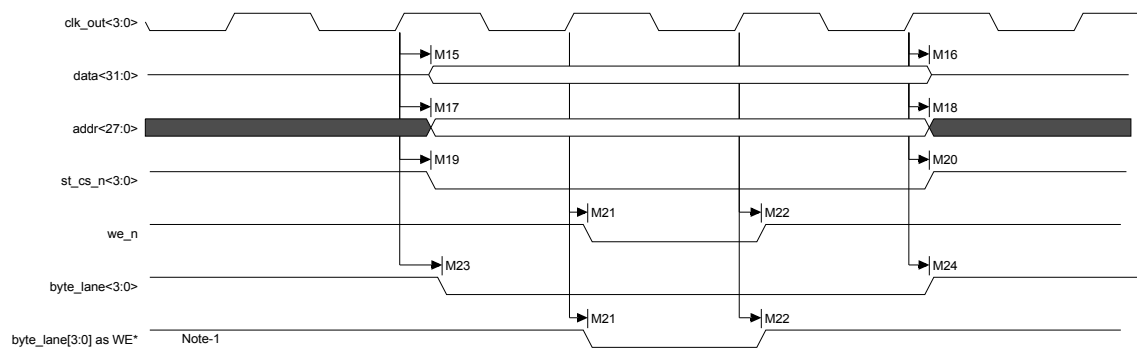 clk_out<3:0>
M15 M16
data<31:0>
M17 M18
addr<27:0>
M19 M20
st_cs_n<3:0>
M21 M22
we_n
M23 M24
byte_lane<3:0>
M21 M22
byte_lane[3:0] as WE* Note-1